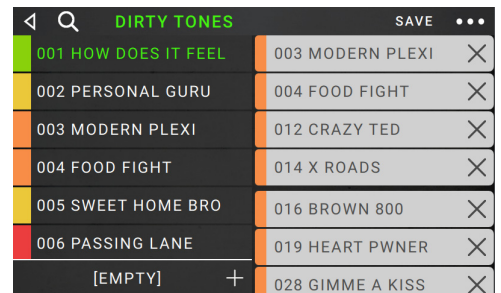 DIRTY TONES SAVE
001 HOW DOES IT FEEL
002 PERSONAL GURU
003 MODERN PLEXI
004 FOOD FIGHT
005 SWEET HOME BRO
006 PASSING LANE
[EMPTY] +
003 MODERN PLEXI
004 FOOD FIGHT
012 CRAZY TED
014 X ROADS
016 BROWN 800
019 HEART PWNER
028 GIMME A KISS